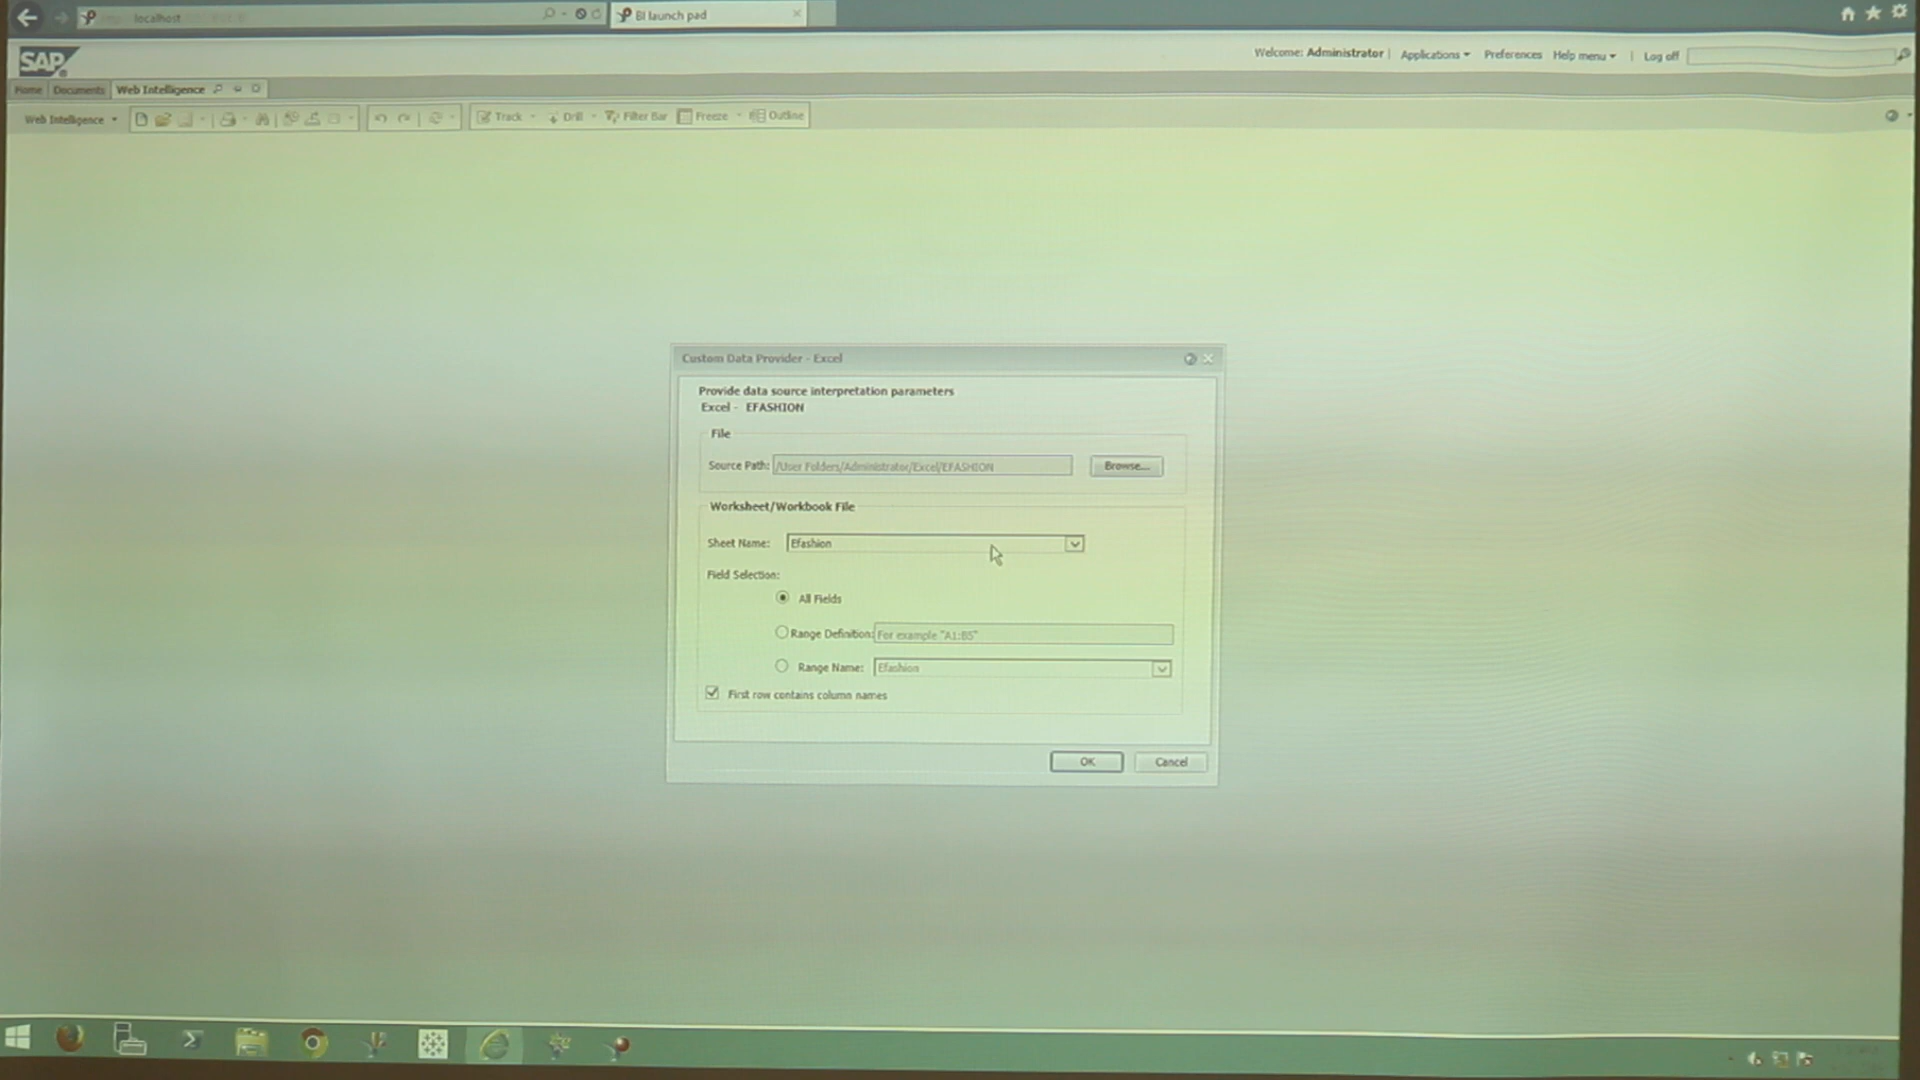 localhost
BI launch pad
SAP
Welcome: Administrator | Applications Preferences Help menu | Log off
Home Documents Web Intelligence
Web Intelligence Track Drill Filter Bar Freeze Outline
Custom Data Provider - Excel
Provide data source interpretation parameters
Excel - EFASHION
File
Source Path: /User Folders/Administrator/Excel/EFASHION Browse...
Worksheet/Workbook File
Sheet Name: Efashion
Field Selection:
All Fields
Range Definition: For example "A1:B5"
Range Name: Efashion
First row contains column names
OK Cancel